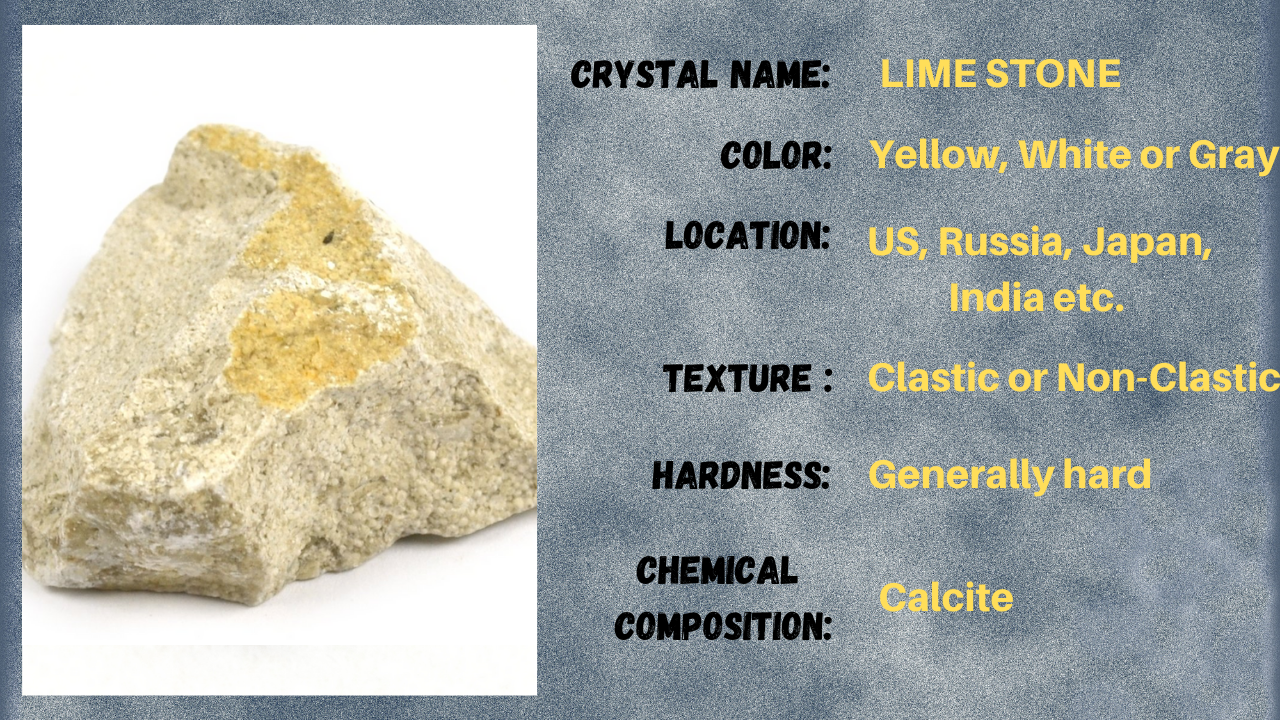 CRYSTAL NAME: LIME STONE
COLOR: Yellow, White or Gray
LOCATION: US, Russia, Japan,
India etc.
TEXTURE : Clastic or Non-Clastic
HARDNESS: Generally hard
CHEMICAL
COMPOSITION: Calcite